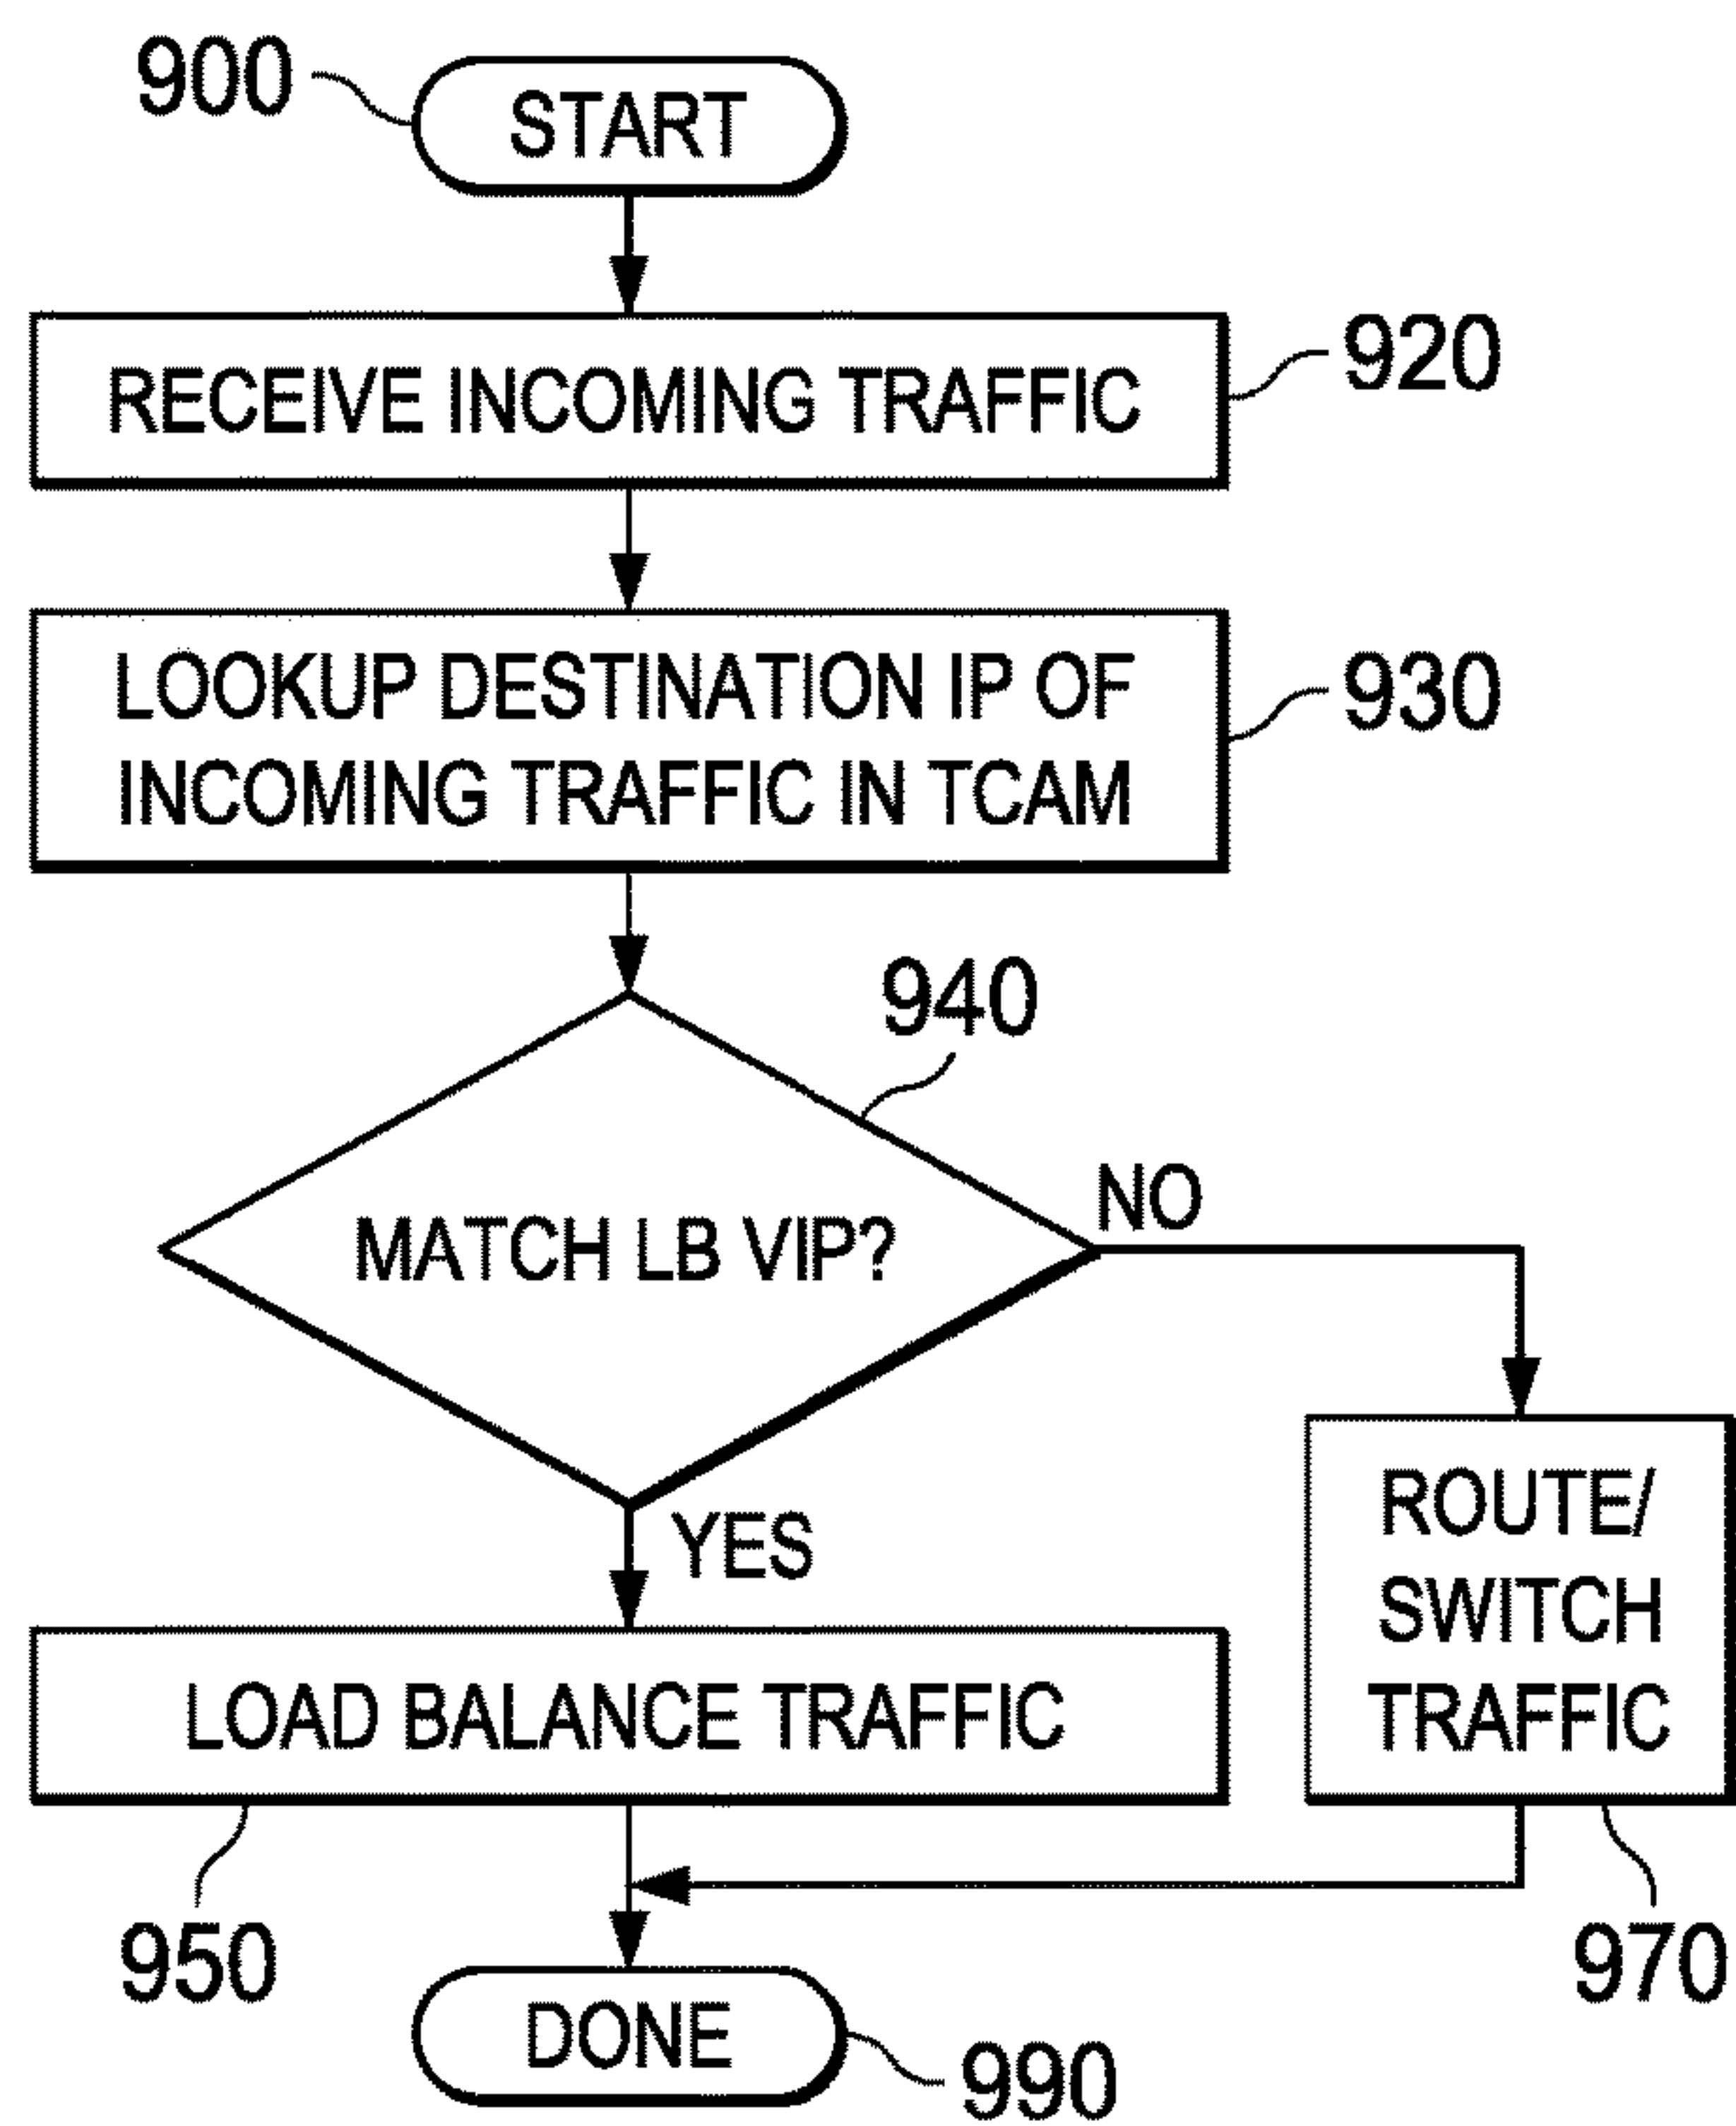 900
START
RECEIVE INCOMING TRAFFIC
920
LOOKUP DESTINATION IP OF
INCOMING TRAFFIC IN TCAM
930
940
MATCH LB VIP?
NO
YES
ROUTE/
SWITCH
TRAFFIC
LOAD BALANCE TRAFFIC
950
970
DONE
990